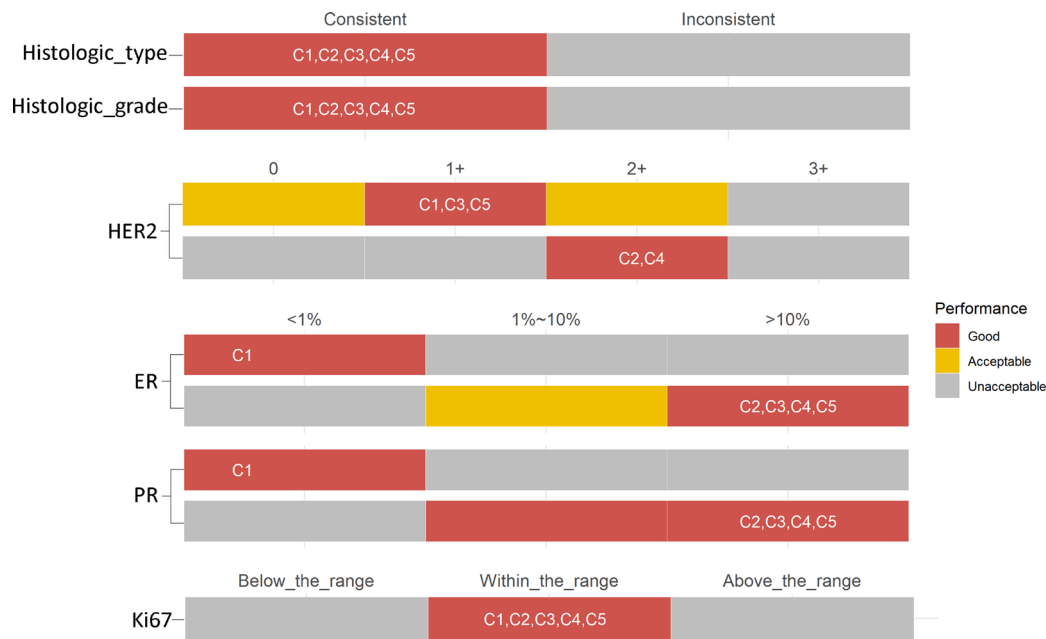 Consistent Inconsistent
Histologic_type C1,C2,C3,C4,C5
Histologic_grade C1,C2,C3,C4,C5
0 1+ 2+ 3+
C1,C3,C5
HER2
C2,C4
<1% 1%~10% >10%
C1
ER
C2,C3,C4,C5
C1
PR
C2,C3,C4,C5
Below_the_range Within_the_range Above_the_range
Ki67 C1,C2,C3,C4,C5
Performance
Good
Acceptable
Unacceptable